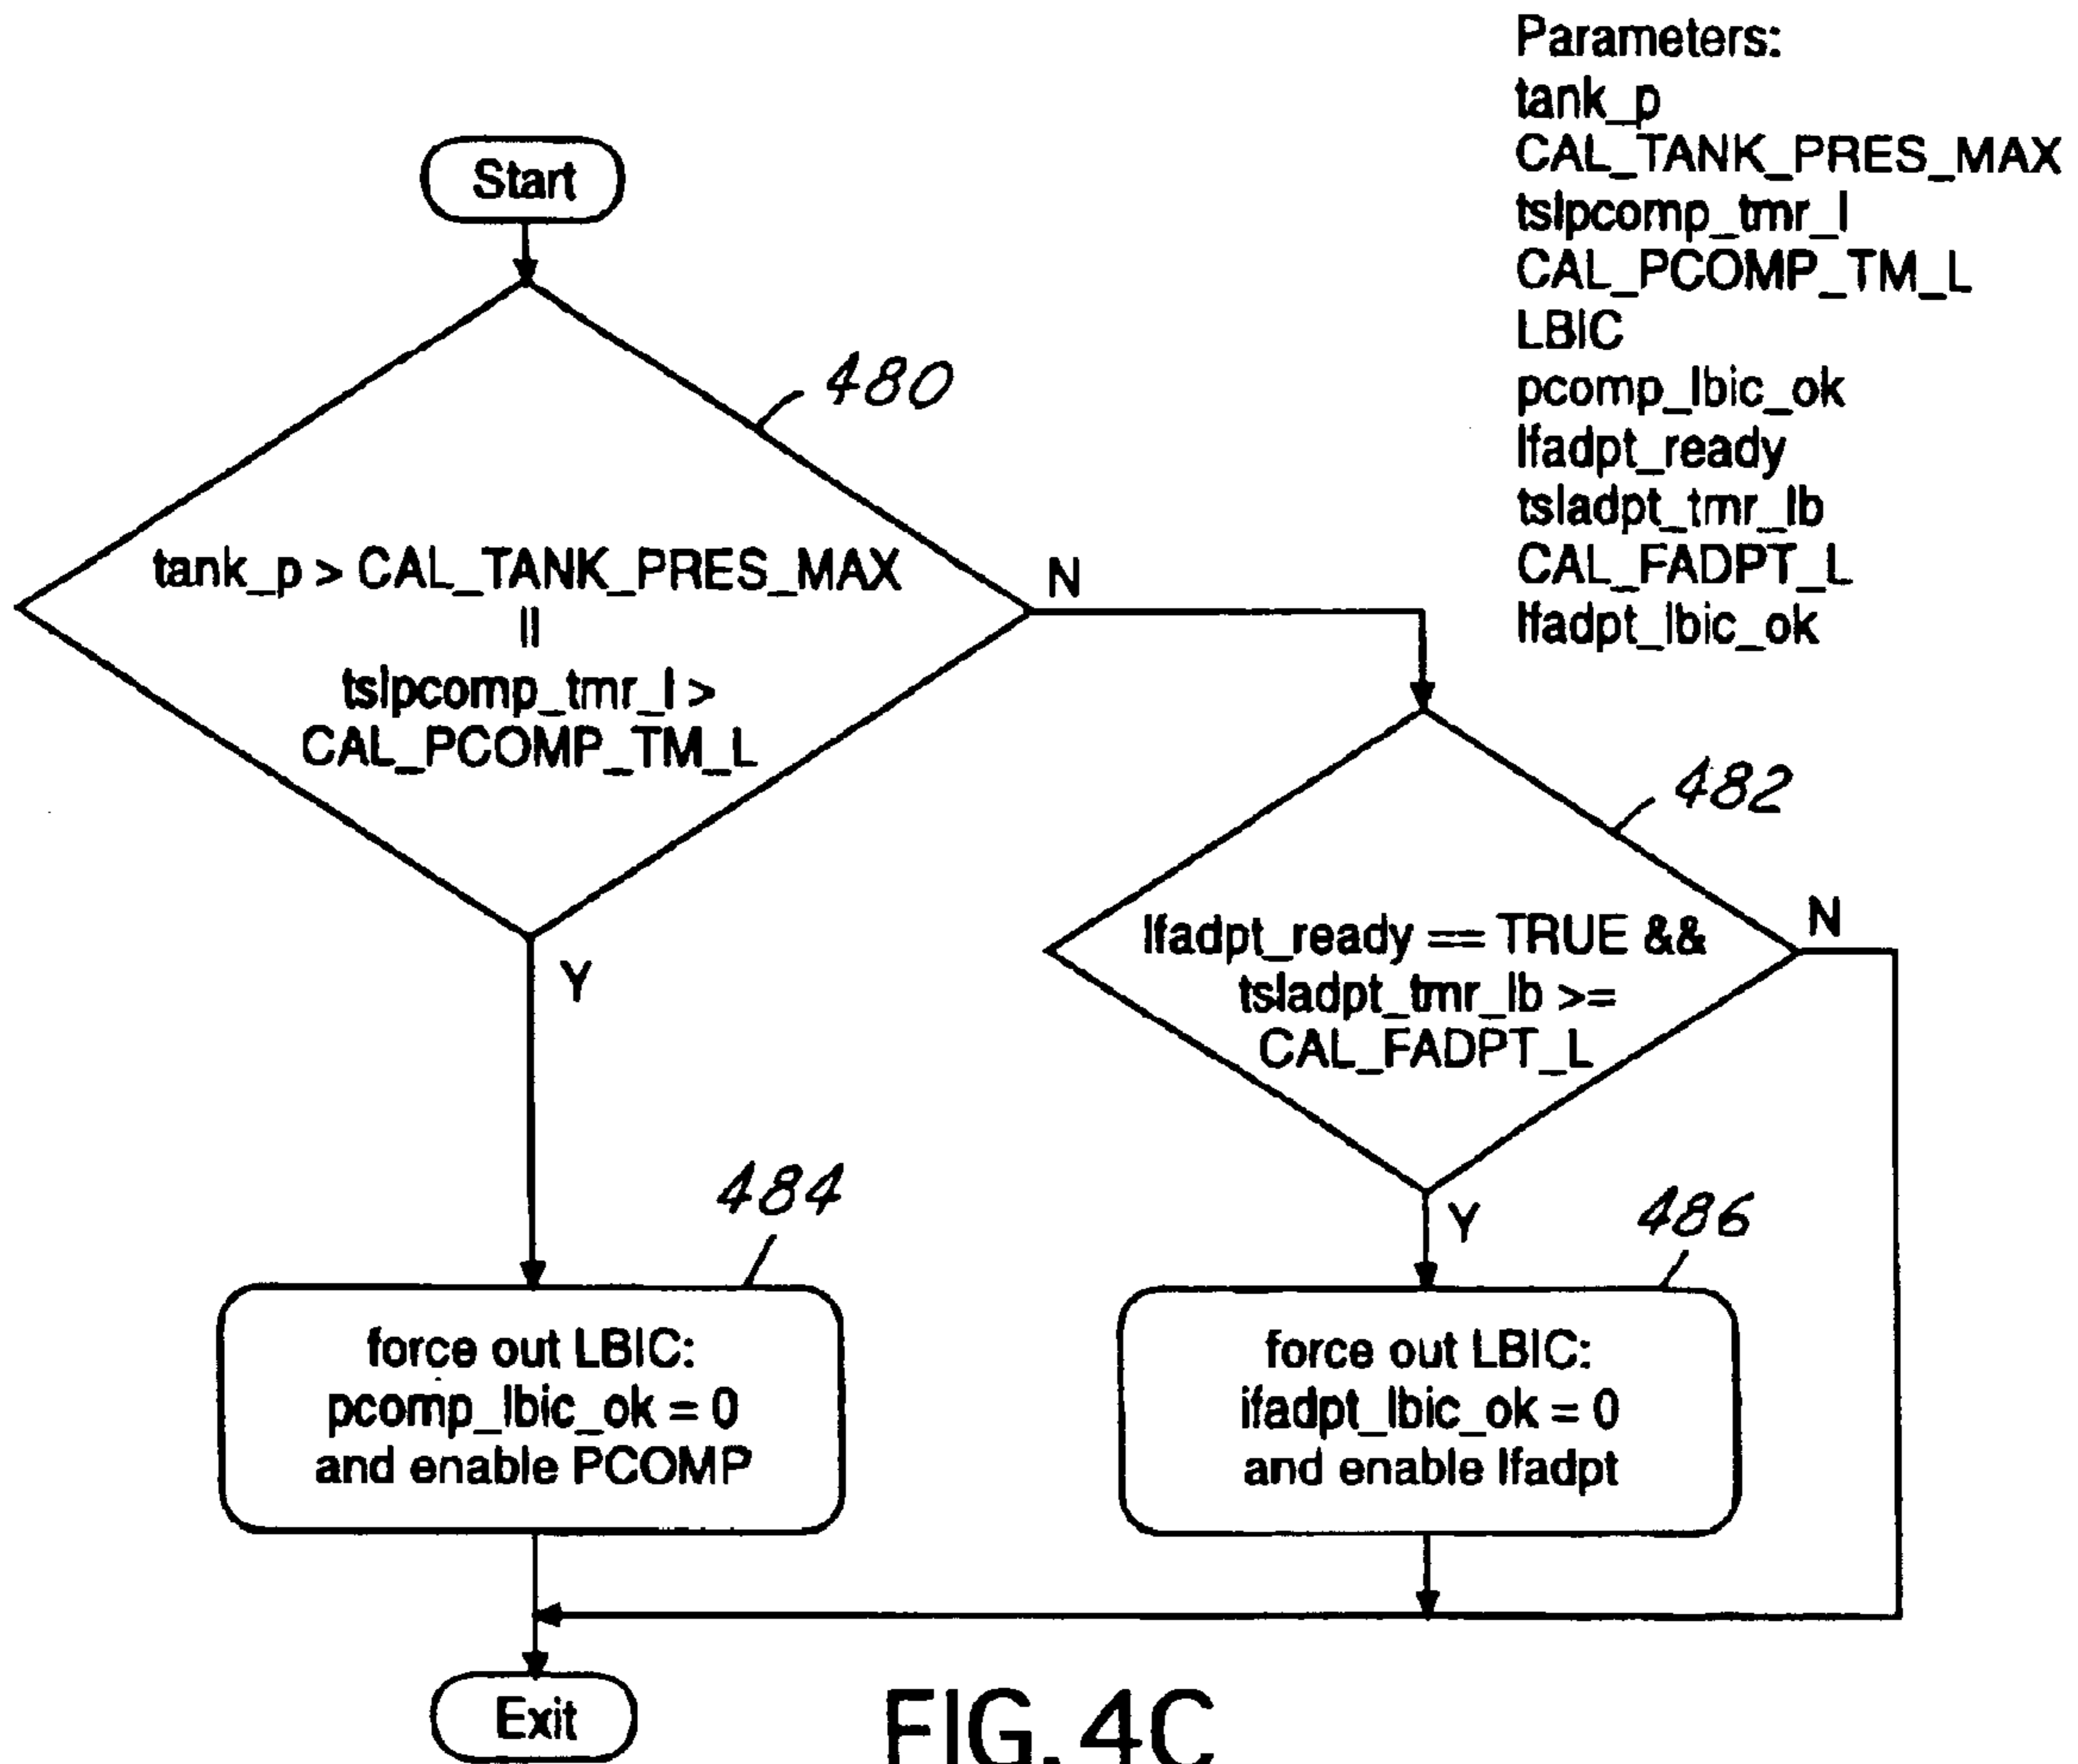 Parameters:
tank_p
CAL_TANK_PRES_MAX
tslpcomp_tmr_l
CAL_PCOMP_TM_L
LBIC
pcomp_lbic_ok
lfadpt_ready
tsladpt_tmr_lb
CAL_FADPT_L
lfadpt_lbic_ok
Start
480
tank_p > CAL_TANK_PRES_MAX
||
tslpcomp_tmr_l >
CAL_PCOMP_TM_L
N
Y
482
lfadpt_ready == TRUE &&
tsladpt_tmr_lb >=
CAL_FADPT_L
N
Y
484
force out LBIC:
pcomp_lbic_ok = 0
and enable PCOMP
486
force out LBIC:
ifadpt_lbic_ok = 0
and enable lfadpt
Exit
FIG. 4C